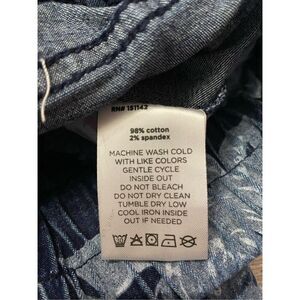 RN# 151142
98% cotton
2% spandex
MACHINE WASH COLD
WITH LIKE COLORS
GENTLE CYCLE
INSIDE OUT
DO NOT BLEACH
DO NOT DRY CLEAN
TUMBLE DRY LOW
COOL IRON INSIDE
OUT IF NEEDED